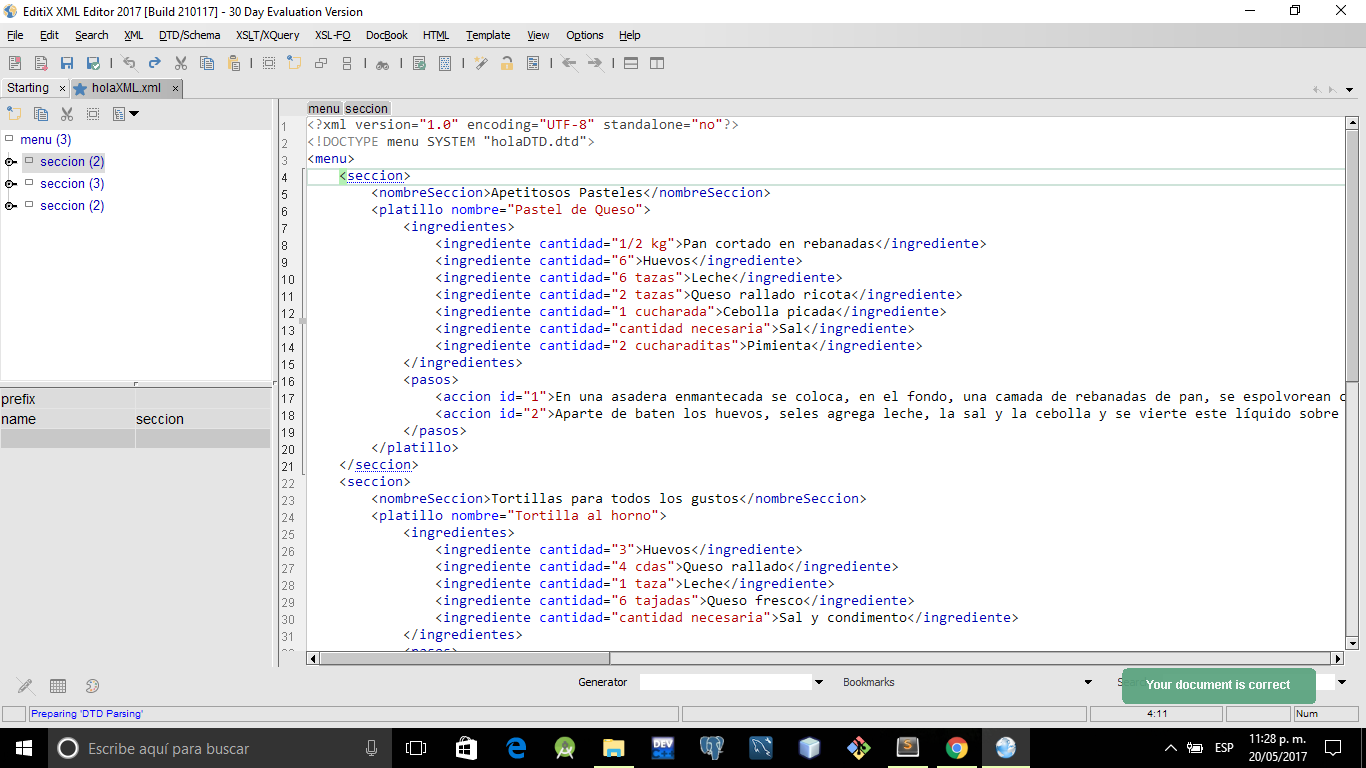 EditiX XML Editor 2017 [Build 210117] - 30 Day Evaluation Version
File Edit Search XML DTD/Schema XSLT/XQuery XSL-FO DocBook HTML Template View Options Help
Starting × holaXML.xml ×
menu (3)
seccion (2)
seccion (3)
seccion (2)
prefix
name seccion
menu seccion
1 <?xml version="1.0" encoding="UTF-8" standalone="no"?>
2 <!DOCTYPE menu SYSTEM "holaDTD.dtd">
3 <menu>
4 <seccion>
5 <nombreSeccion>Apetitosos Pasteles</nombreSeccion>
6 <platillo nombre="Pastel de Queso">
7 <ingredientes>
8 <ingrediente cantidad="1/2 kg">Pan cortado en rebanadas</ingrediente>
9 <ingrediente cantidad="6">Huevos</ingrediente>
10 <ingrediente cantidad="6 tazas">Leche</ingrediente>
11 <ingrediente cantidad="2 tazas">Queso rallado ricota</ingrediente>
12 <ingrediente cantidad="1 cucharada">Cebolla picada</ingrediente>
13 <ingrediente cantidad="cantidad necesaria">Sal</ingrediente>
14 <ingrediente cantidad="2 cucharaditas">Pimienta</ingrediente>
15 </ingredientes>
16 <pasos>
17 <accion id="1">En una asadera enmantecada se coloca, en el fondo, una camada de rebanadas de pan, se espolvorean
18 <accion id="2">Aparte de baten los huevos, seles agrega leche, la sal y la cebolla y se vierte este líquido sobre
19 </pasos>
20 </platillo>
21 </seccion>
22 <seccion>
23 <nombreSeccion>Tortillas para todos los gustos</nombreSeccion>
24 <platillo nombre="Tortilla al horno">
25 <ingredientes>
26 <ingrediente cantidad="3">Huevos</ingrediente>
27 <ingrediente cantidad="4 cdas">Queso rallado</ingrediente>
28 <ingrediente cantidad="1 taza">Leche</ingrediente>
29 <ingrediente cantidad="6 tajadas">Queso fresco</ingrediente>
30 <ingrediente cantidad="cantidad necesaria">Sal y condimento</ingrediente>
31 </ingredientes>
Generator Bookmarks
Your document is correct
Preparing 'DTD Parsing' 4:11 Num
Escribe aquí para buscar
DEV
ESP
11:28 p. m.
20/05/2017